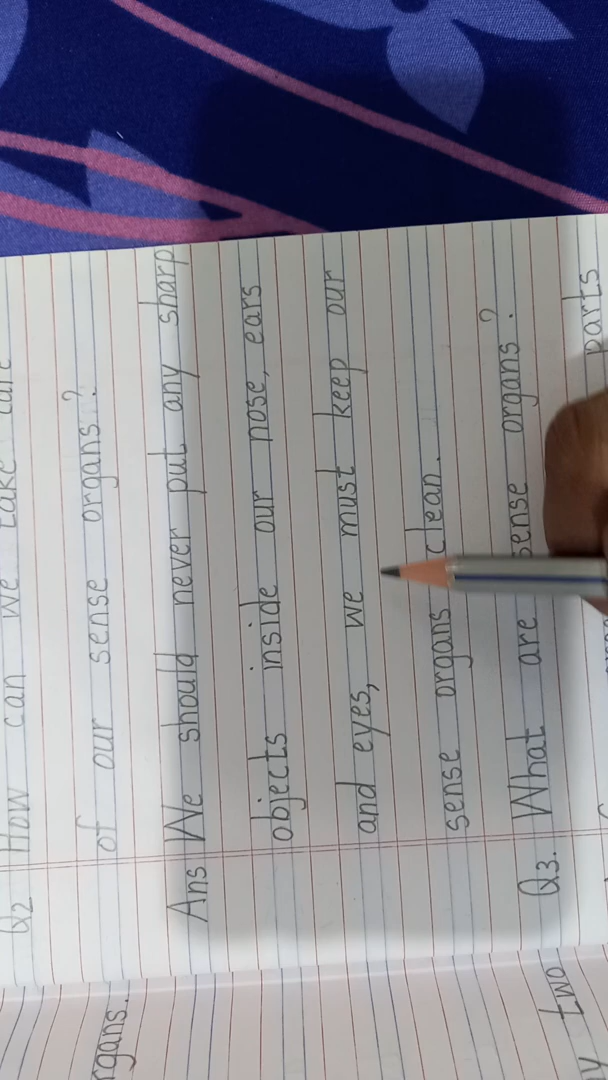 Q2 How can we take care
of our sense organs?
Ans We should never put any sharp
objects inside our nose, ears
and eyes, we must keep our
sense organs clean.
Q3. What are sense organs?
parts
rgans.
two